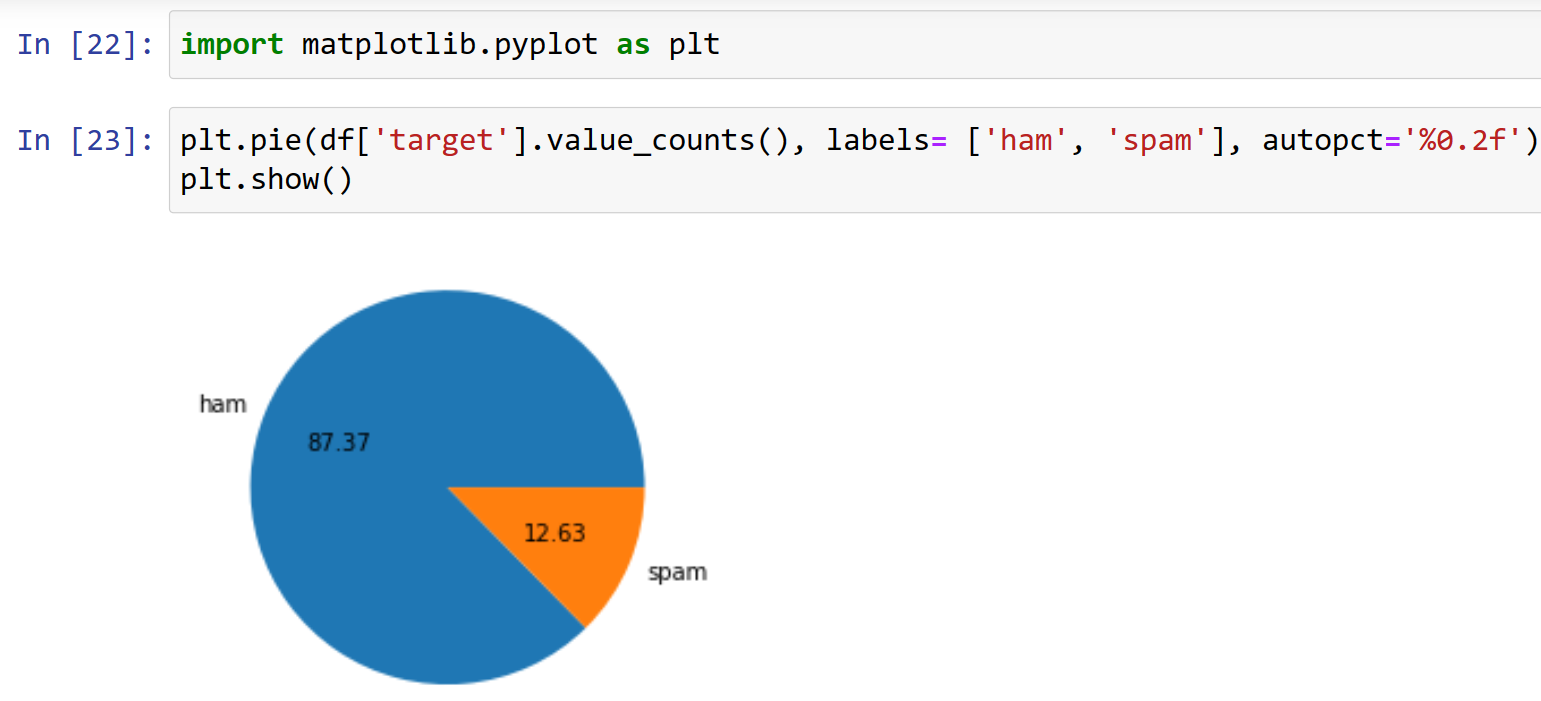 In [22]: import matplotlib.pyplot as plt
In [23]: plt.pie(df['target'].value_counts(), labels= ['ham', 'spam'], autopct='%0.2f')
plt.show()
ham
87.37
12.63
spam